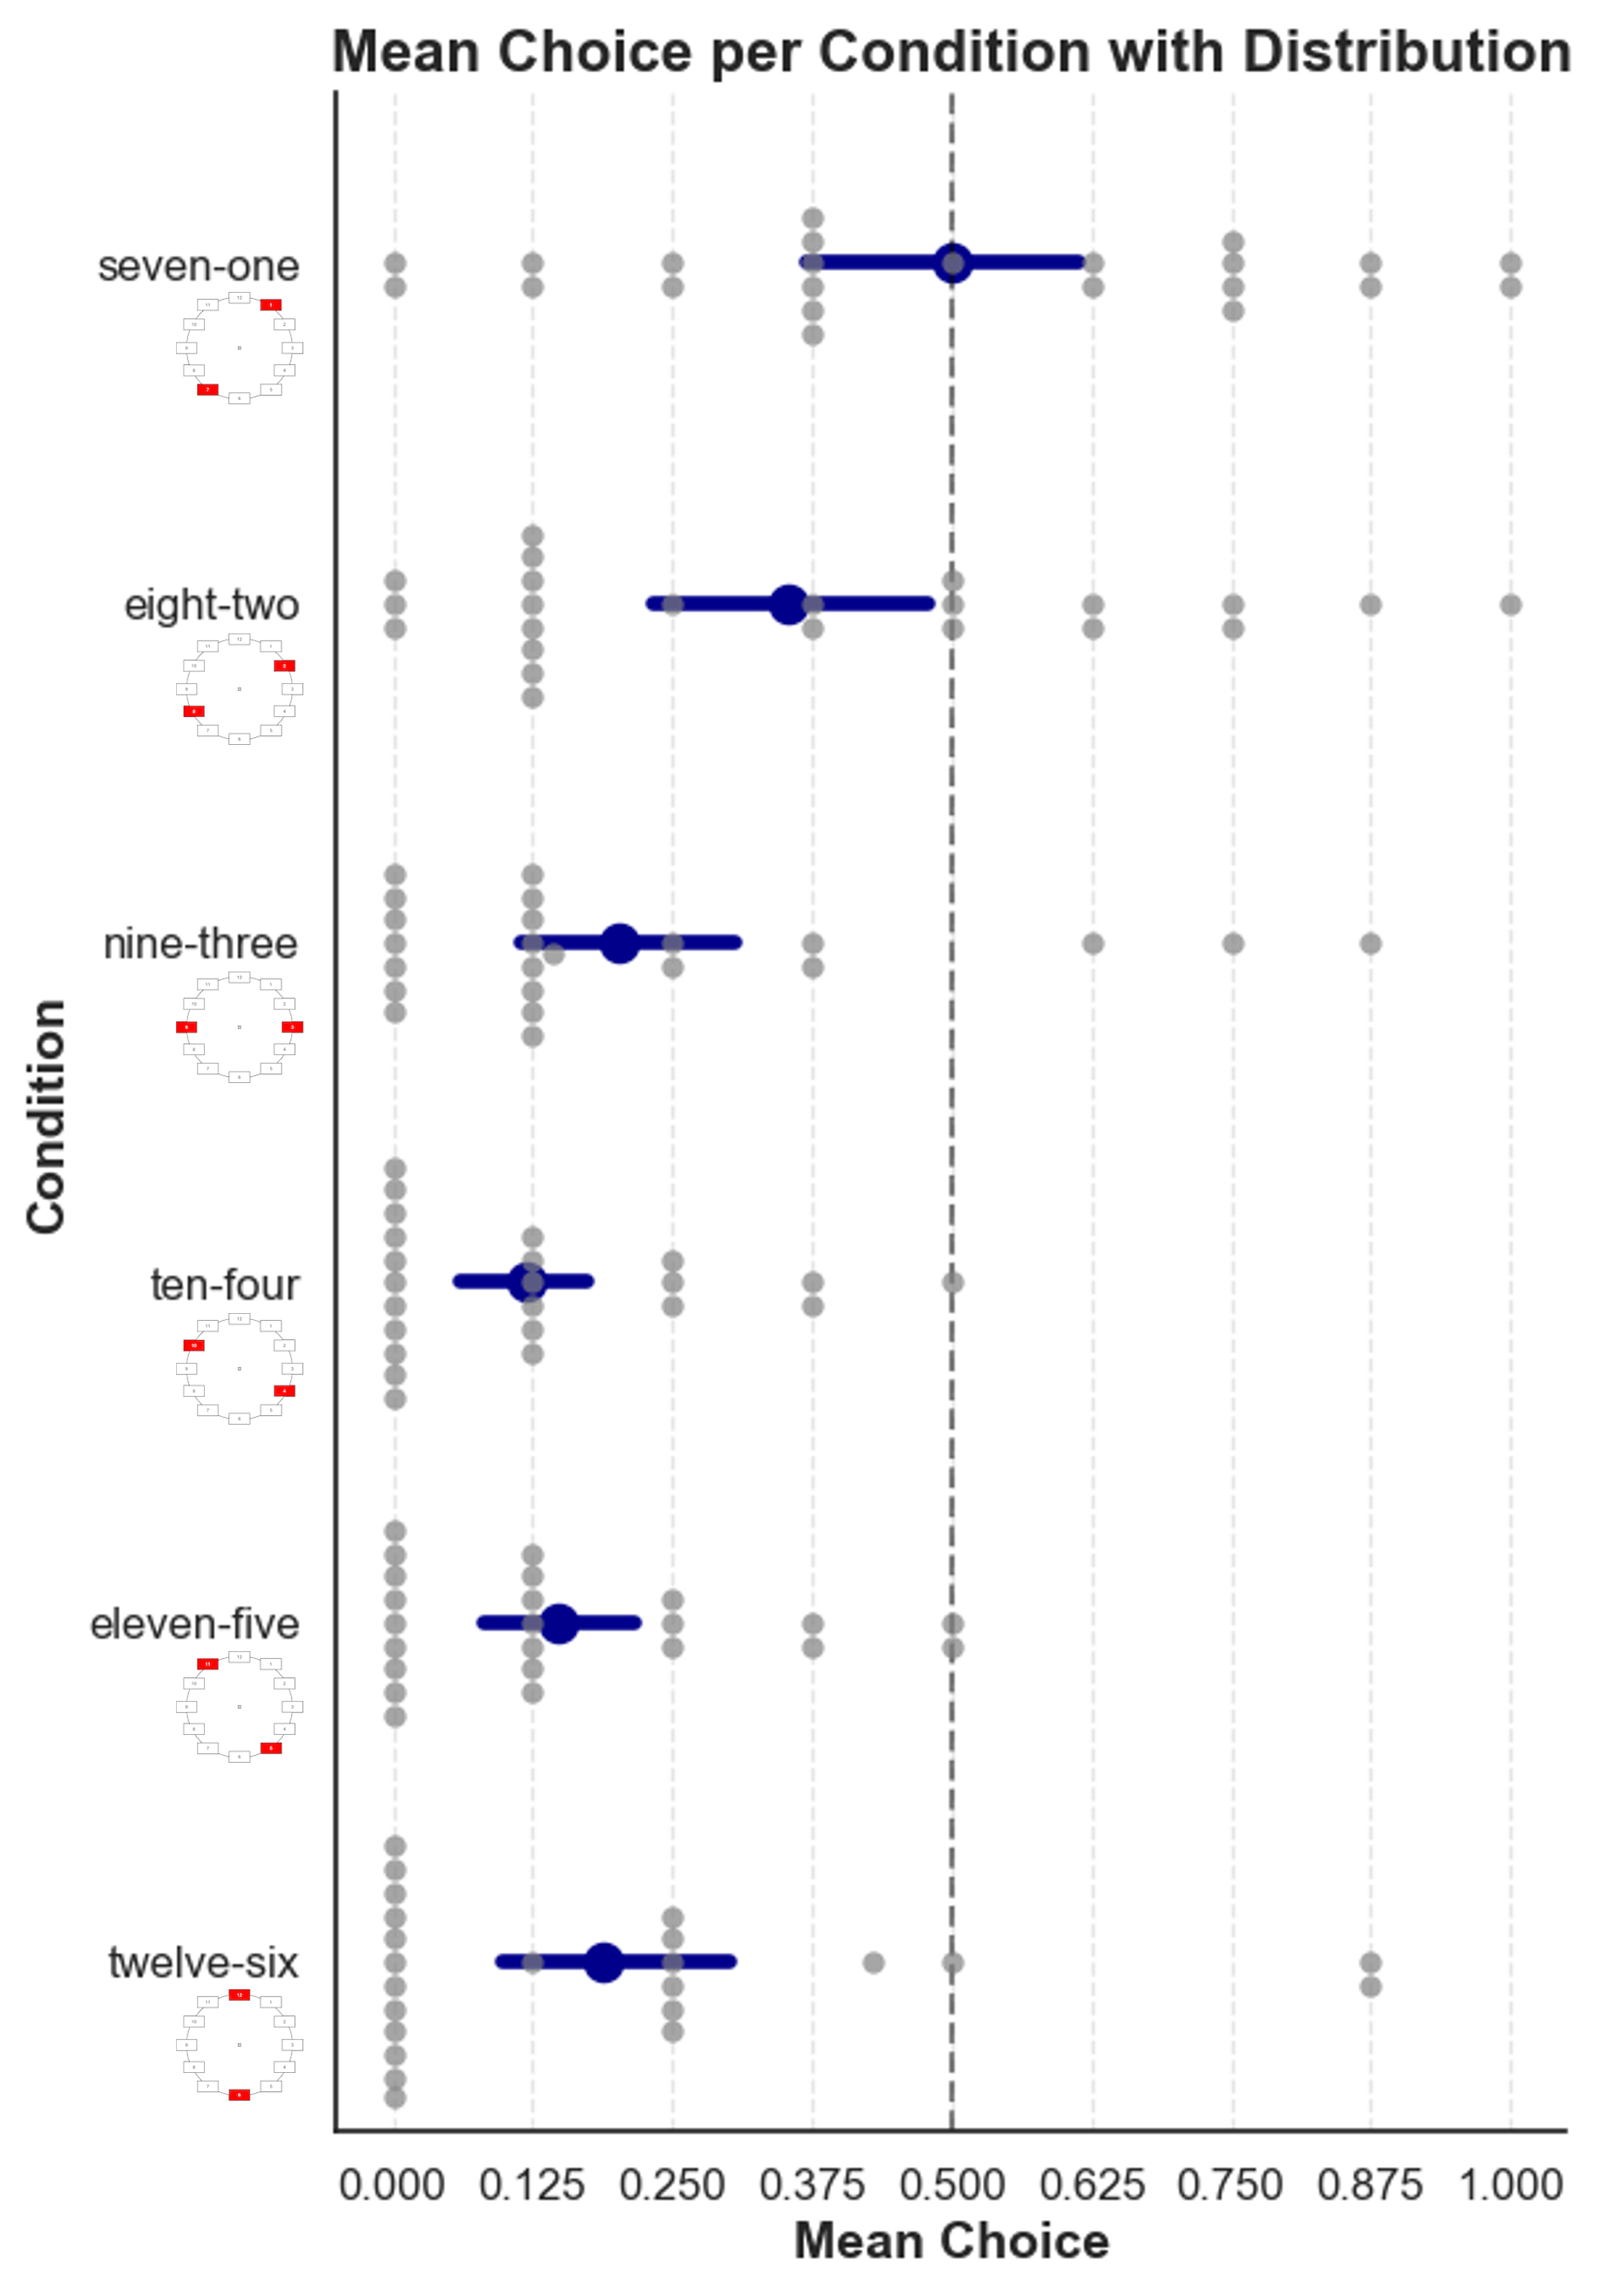 Mean Choice per Condition with Distribution
seven-one
eight-two
nine-three
ten-four
eleven-five
twelve-six
Condition
0.000 0.125 0.250 0.375 0.500 0.625 0.750 0.875 1.000
Mean Choice